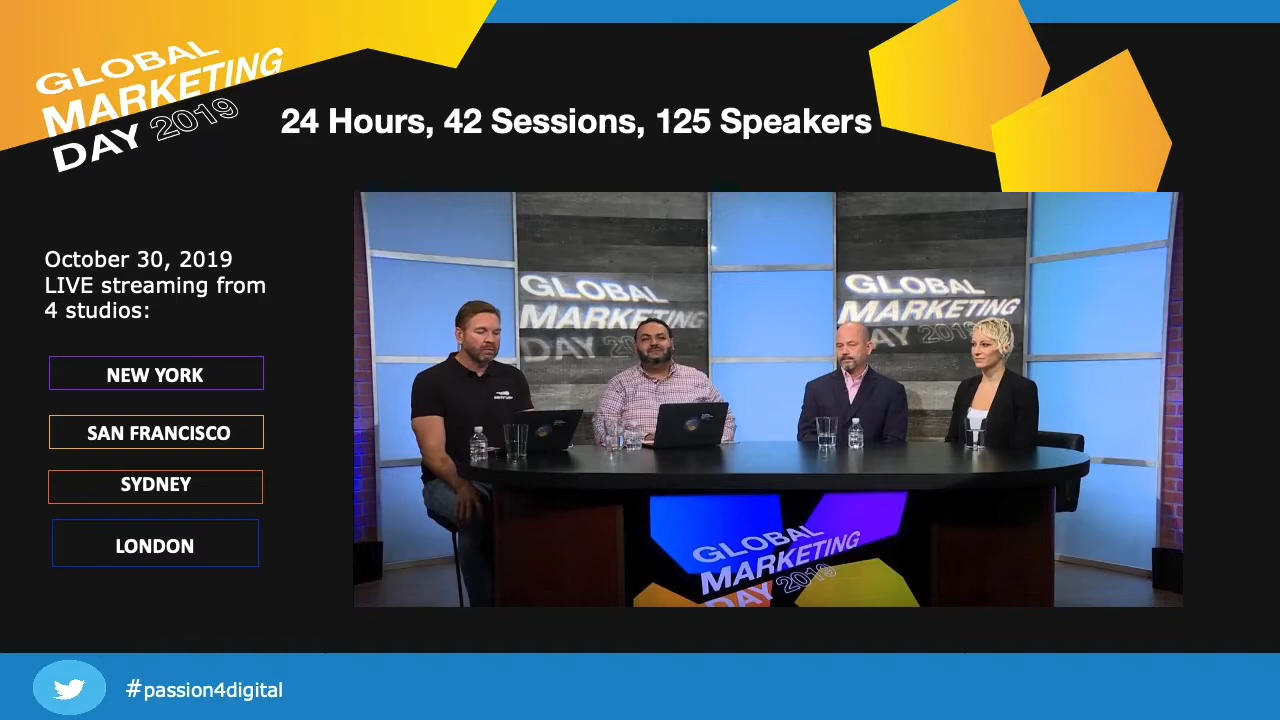 GLOBAL
MARKETING
DAY 2019
24 Hours, 42 Sessions, 125 Speakers
October 30, 2019
LIVE streaming from
4 studios:
NEW YORK
SAN FRANCISCO
SYDNEY
LONDON
GLOBAL
MARKETING
DAY 20
GLOBAL
MARKETING
DAY 2019
GLOBAL
MARKETING
DAY 2019
#passion4digital